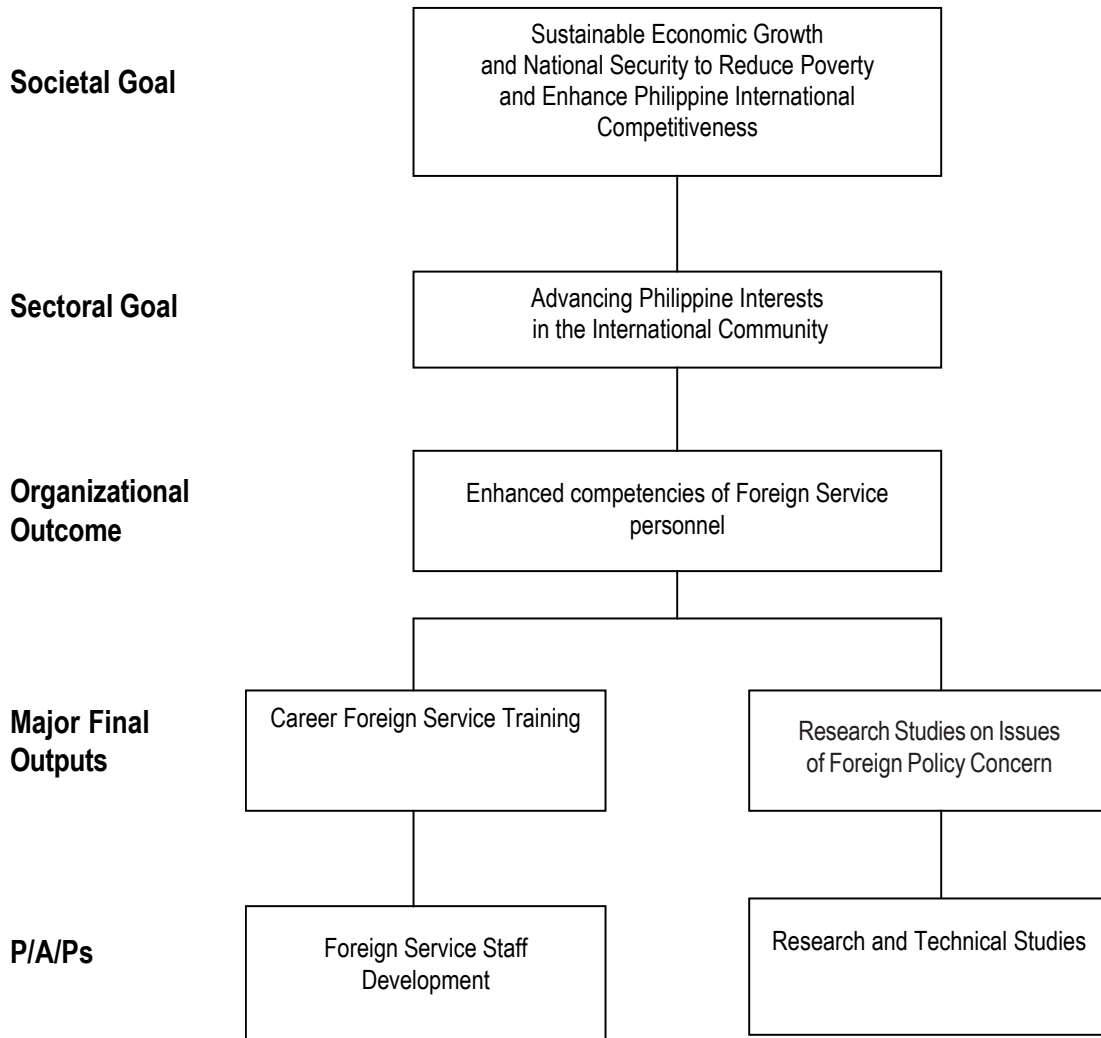 Societal Goal
Sustainable Economic Growth
and National Security to Reduce Poverty
and Enhance Philippine International
Competitiveness
Sectoral Goal
Advancing Philippine Interests
in the International Community
Organizational
Outcome
Enhanced competencies of Foreign Service
personnel
Major Final
Outputs
Career Foreign Service Training
Research Studies on Issues
of Foreign Policy Concern
P/A/Ps
Foreign Service Staff
Development
Research and Technical Studies